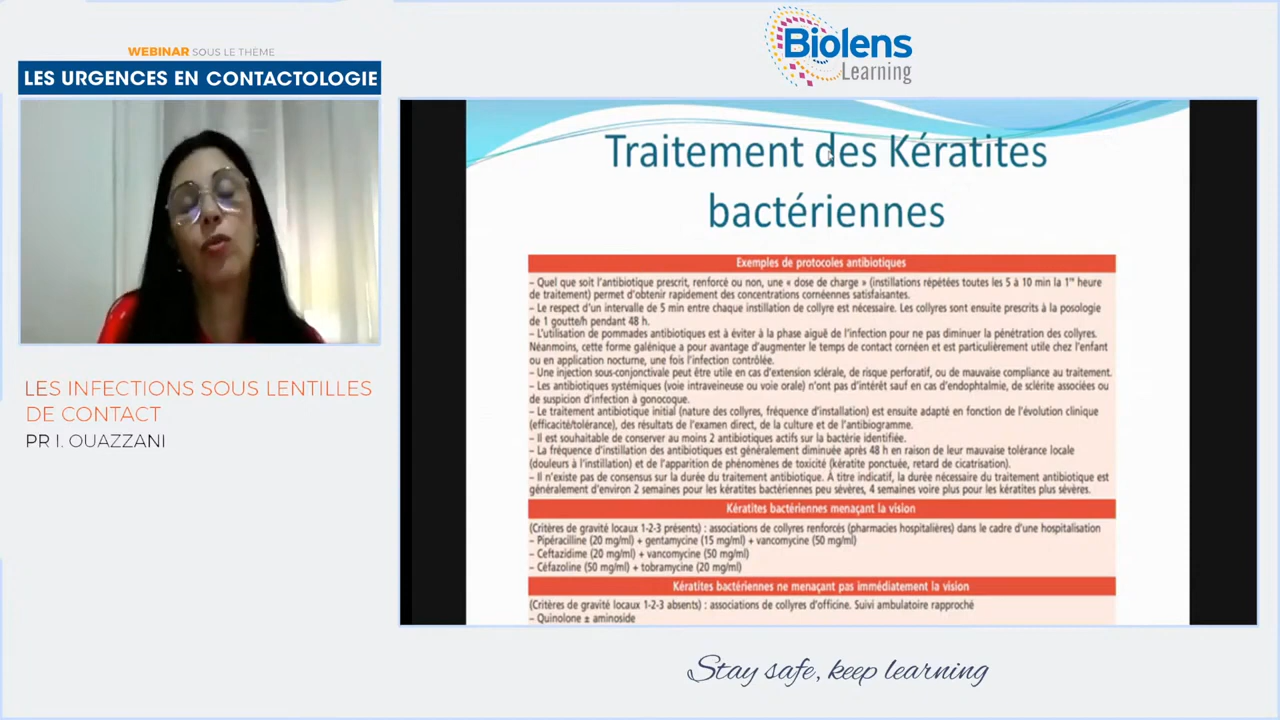 WEBINAR SOUS LE THÈME
LES URGENCES EN CONTACTOLOGIE
LES INFECTIONS SOUS LENTILLES
DE CONTACT
PR I. OUAZZANI
Biolens
Learning
Traitement des Kératites
bactériennes
Exemples de protocoles antibiotiques
– Quel que soit l'antibiotique prescrit, renforcé ou non, une « dose de charge » (instillations répétées toutes les 5 à 10 min la 1re heure
de traitement) permet d'obtenir rapidement des concentrations cornéennes satisfaisantes.
– Le respect d'un intervalle de 5 min entre chaque instillation de collyre est nécessaire. Les collyres sont ensuite prescrits à la posologie
de 1 goutte/h pendant 48 h.
– L'utilisation de pommades antibiotiques est à éviter à la phase aiguë de l'infection pour ne pas diminuer la pénétration des collyres.
Néanmoins, cette forme galénique a pour avantage d'augmenter le temps de contact cornéen et est particulièrement utile chez l'enfant
ou en application nocturne, une fois l'infection contrôlée.
– Une injection sous-conjonctivale peut être utile en cas d'extension sclérale, de risque perforatif, ou de mauvaise compliance au traitement.
– Les antibiotiques systémiques (voie intraveineuse ou voie orale) n'ont pas d'intérêt sauf en cas d'endophtalmie, de sclérite associées ou
de suspicion d'infection à gonocoque.
– Le traitement antibiotique initial (nature des collyres, fréquence d'installation) est ensuite adapté en fonction de l'évolution clinique
(efficacité/tolérance), des résultats de l'examen direct, de la culture et de l'antibiogramme.
– Il est souhaitable de conserver au moins 2 antibiotiques actifs sur la bactérie identifiée.
– La fréquence d'instillation des antibiotiques est généralement diminuée après 48 h en raison de leur mauvaise tolérance locale
(douleurs à l'instillation) et de l'apparition de phénomènes de toxicité (kératite ponctuée, retard de cicatrisation).
– Il n'existe pas de consensus sur la durée du traitement antibiotique. À titre indicatif, la durée nécessaire du traitement antibiotique est
généralement d'environ 2 semaines pour les kératites bactériennes peu sévères, 4 semaines voire plus pour les kératites plus sévères.
Kératites bactériennes menaçant la vision
(Critères de gravité locaux 1-2-3 présents) : associations de collyres renforcés (pharmacies hospitalières) dans le cadre d'une hospitalisation
– Pipéracilline (20 mg/ml) + gentamycine (15 mg/ml) + vancomycine (50 mg/ml)
– Ceftazidime (20 mg/ml) + vancomycine (50 mg/ml)
– Céfazoline (50 mg/ml) + tobramycine (20 mg/ml)
Kératites bactériennes ne menaçant pas immédiatement la vision
(Critères de gravité locaux 1-2-3 absents) : associations de collyres d'officine. Suivi ambulatoire rapproché
– Quinolone ± aminoside
Stay safe, keep learning